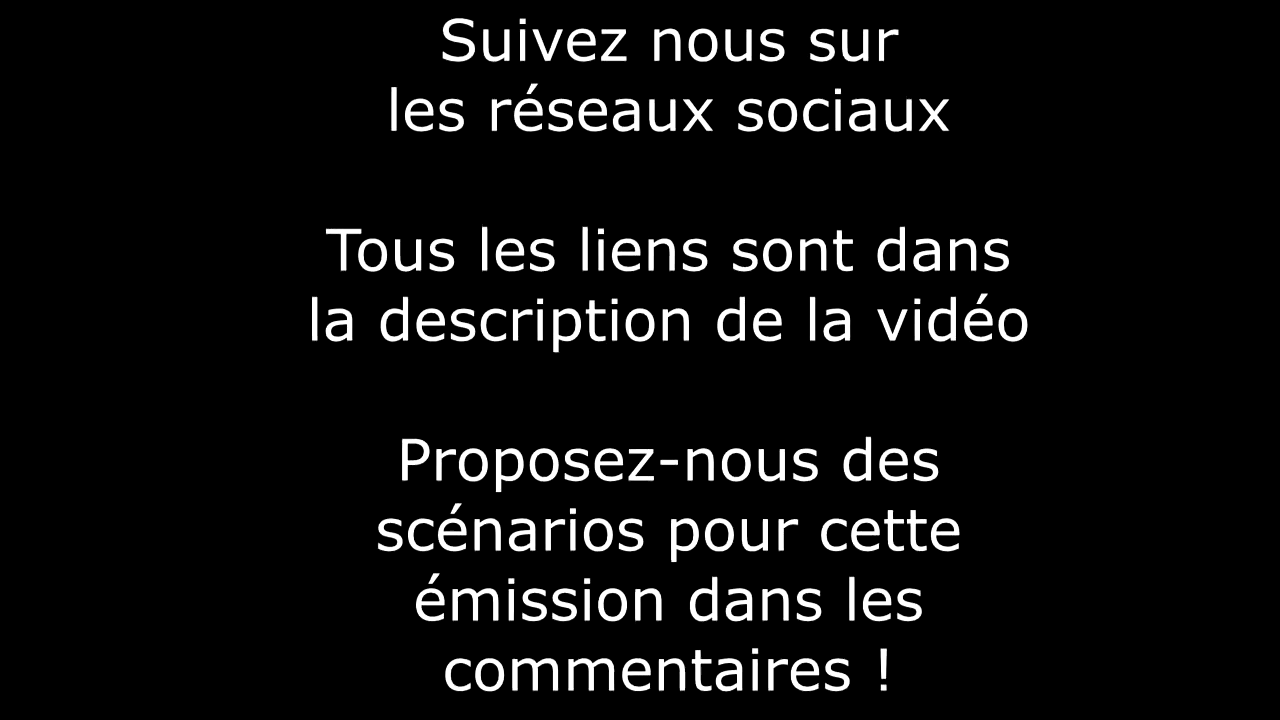 Suivez nous sur
les réseaux sociaux
Tous les liens sont dans
la description de la vidéo
Proposez-nous des
scénarios pour cette
émission dans les
commentaires !